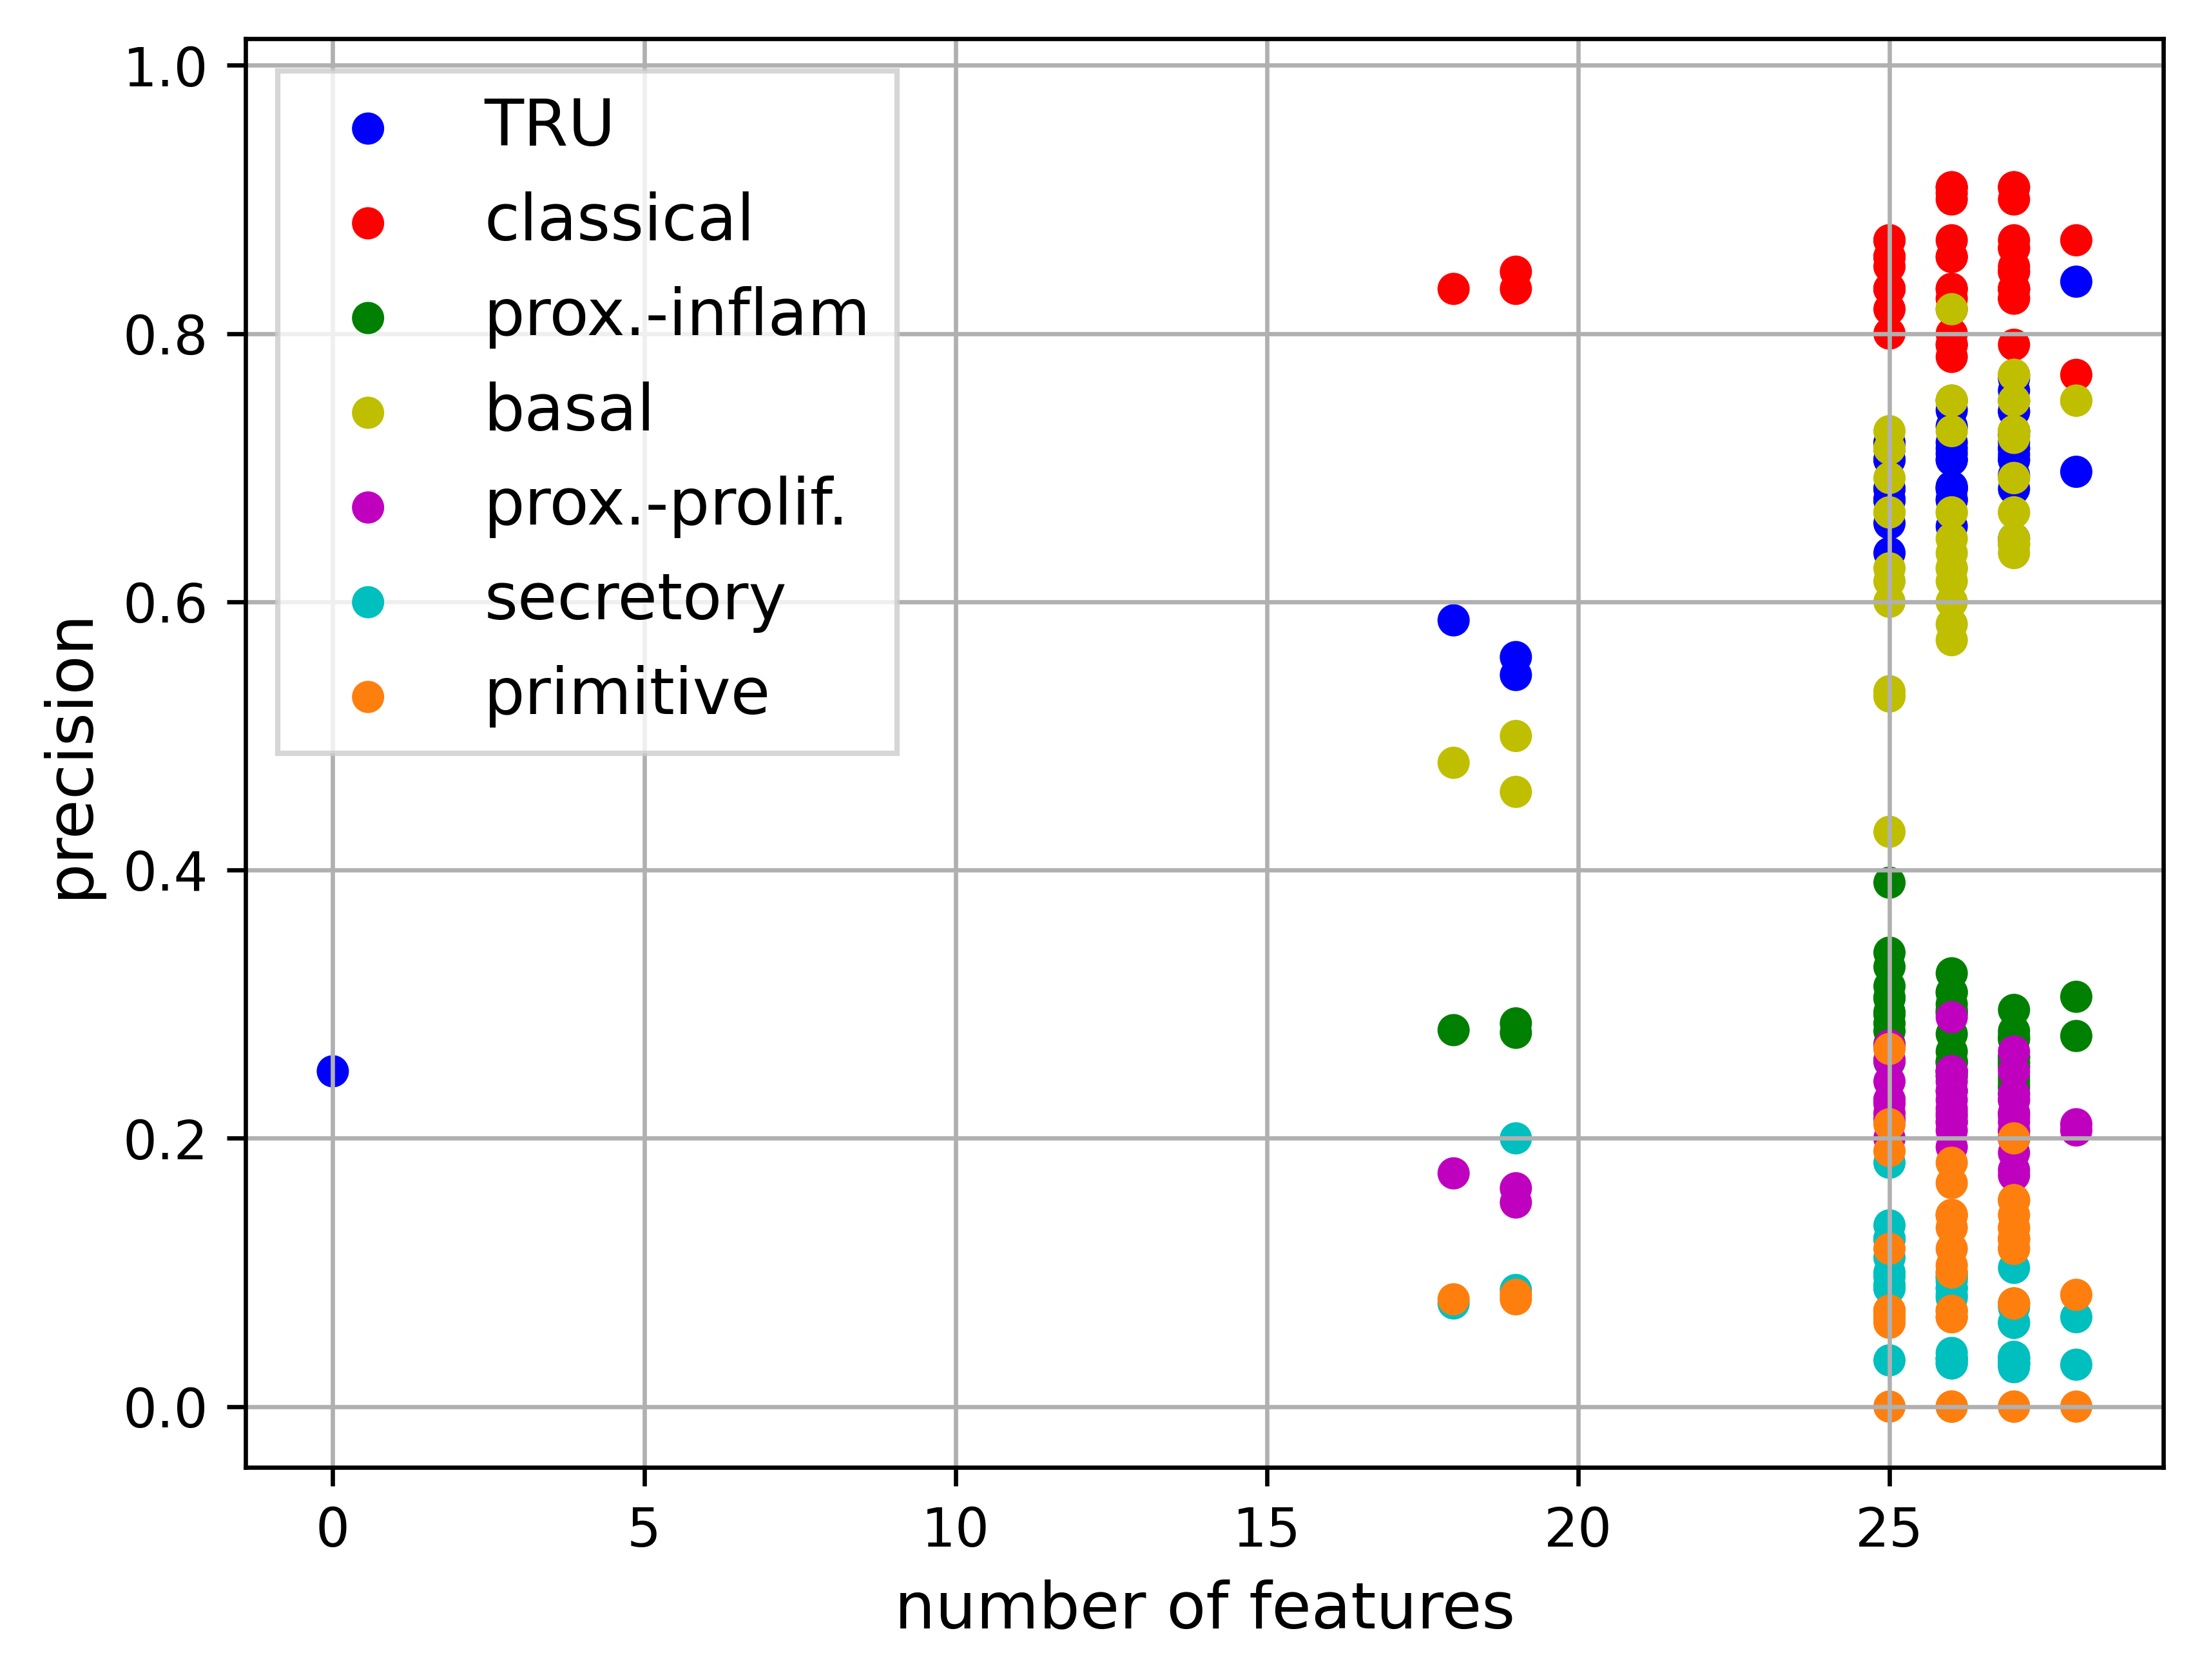 1.0
0.8
0.6
0.4
0.2
0.0
precision
TRU
classical
prox.-inflam
basal
prox.-prolif.
secretory
primitive
0 5 10 15 20 25
number of features